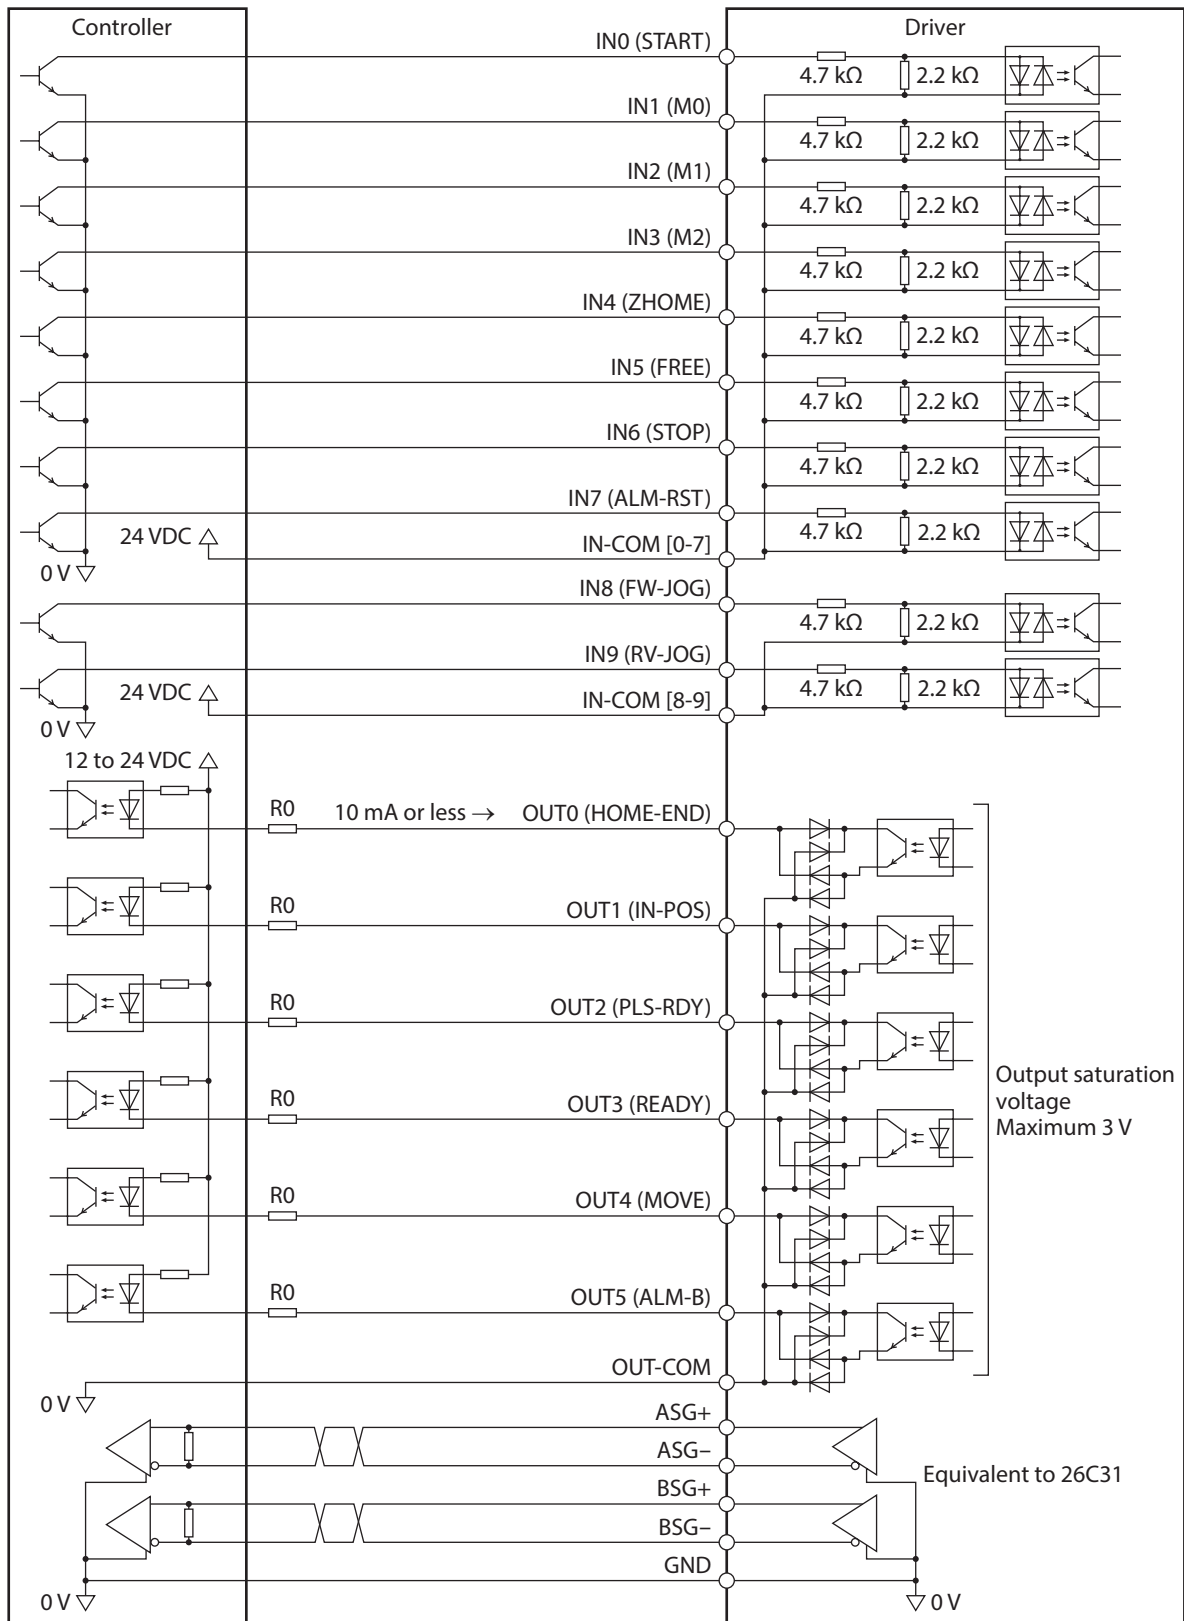 Controller
Driver
IN0 (START)
4.7 kΩ
2.2 kΩ
IN1 (M0)
4.7 kΩ
2.2 kΩ
IN2 (M1)
4.7 kΩ
2.2 kΩ
IN3 (M2)
4.7 kΩ
2.2 kΩ
IN4 (ZHOME)
4.7 kΩ
2.2 kΩ
IN5 (FREE)
4.7 kΩ
2.2 kΩ
IN6 (STOP)
4.7 kΩ
2.2 kΩ
IN7 (ALM-RST)
4.7 kΩ
2.2 kΩ
24 VDC
IN-COM [0-7]
0 V
IN8 (FW-JOG)
4.7 kΩ
2.2 kΩ
IN9 (RV-JOG)
4.7 kΩ
2.2 kΩ
24 VDC
IN-COM [8-9]
0 V
12 to 24 VDC
R0
10 mA or less →
OUT0 (HOME-END)
R0
OUT1 (IN-POS)
R0
OUT2 (PLS-RDY)
Output saturation
voltage
Maximum 3 V
R0
OUT3 (READY)
R0
OUT4 (MOVE)
R0
OUT5 (ALM-B)
OUT-COM
0 V
ASG+
ASG–
Equivalent to 26C31
BSG+
BSG–
GND
0 V
0 V